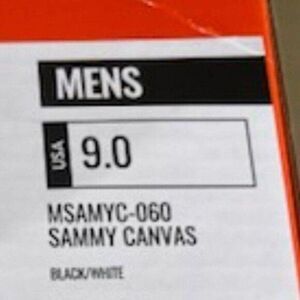 MENS
USA 9.0
MSAMYC-060
SAMMY CANVAS
BLACK/WHITE